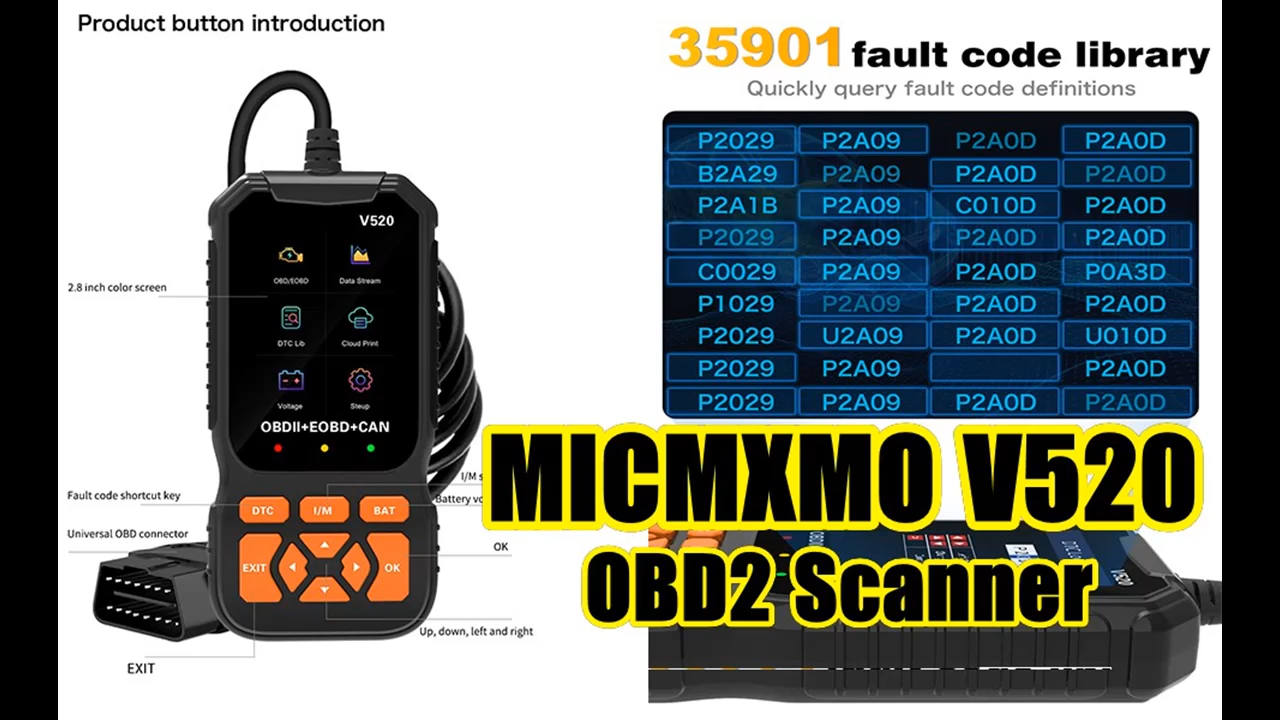 Product button introduction
V520
OBD/EOBD
Data Stream
DTC Lib
Cloud Print
Voltage
Steup
OBDII+EOBD+CAN
2.8 inch color screen
Fault code shortcut key
Universal OBD connector
I/M
Battery
DTC
I/M
BAT
EXIT
OK
OK
Up, down, left and right
EXIT
35901 fault code library
Quickly query fault code definitions
P2029 P2A09 P2A0D P2A0D
B2A29 P2A09 P2A0D P2A0D
P2A1B P2A09 C010D P2A0D
P2029 P2A09 P2A0D P2A0D
C0029 P2A09 P2A0D P0A3D
P1029 P2A09 P2A0D P2A0D
P2029 U2A09 P2A0D U010D
P2029 P2A09 P2A0D
P2029 P2A09 P2A0D P2A0D
MICMXMO V520
OBD2 Scanner
V520